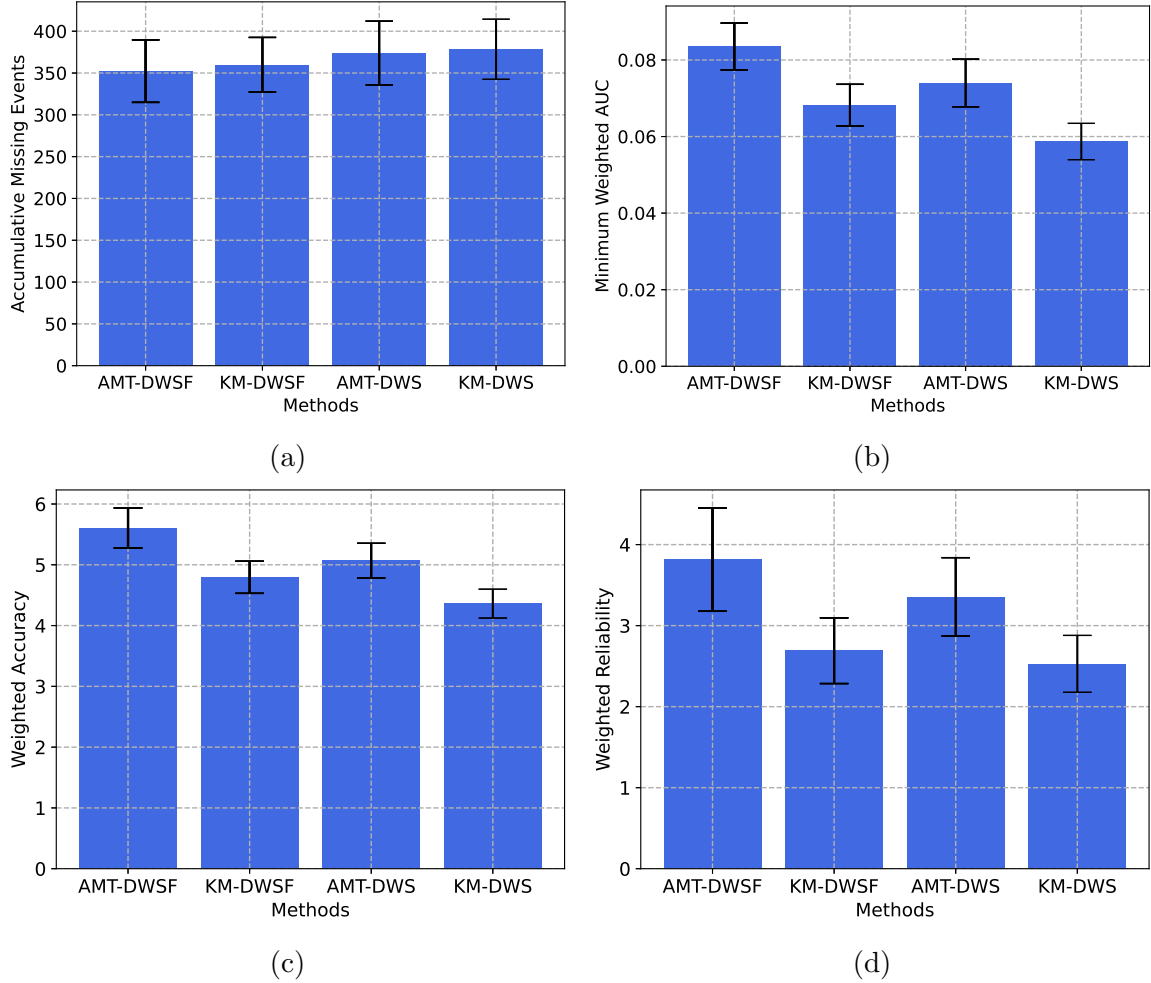 Accumulative Missing Events
400
350
300
250
200
150
100
50
0
AMT-DWSF KM-DWSF AMT-DWS KM-DWS
Methods
(a)
Minimum Weighted AUC
0.08
0.06
0.04
0.02
0.00
AMT-DWSF KM-DWSF AMT-DWS KM-DWS
Methods
(b)
Weighted Accuracy
6
5
4
3
2
1
0
AMT-DWSF KM-DWSF AMT-DWS KM-DWS
Methods
(c)
Weighted Reliability
4
3
2
1
0
AMT-DWSF KM-DWSF AMT-DWS KM-DWS
Methods
(d)